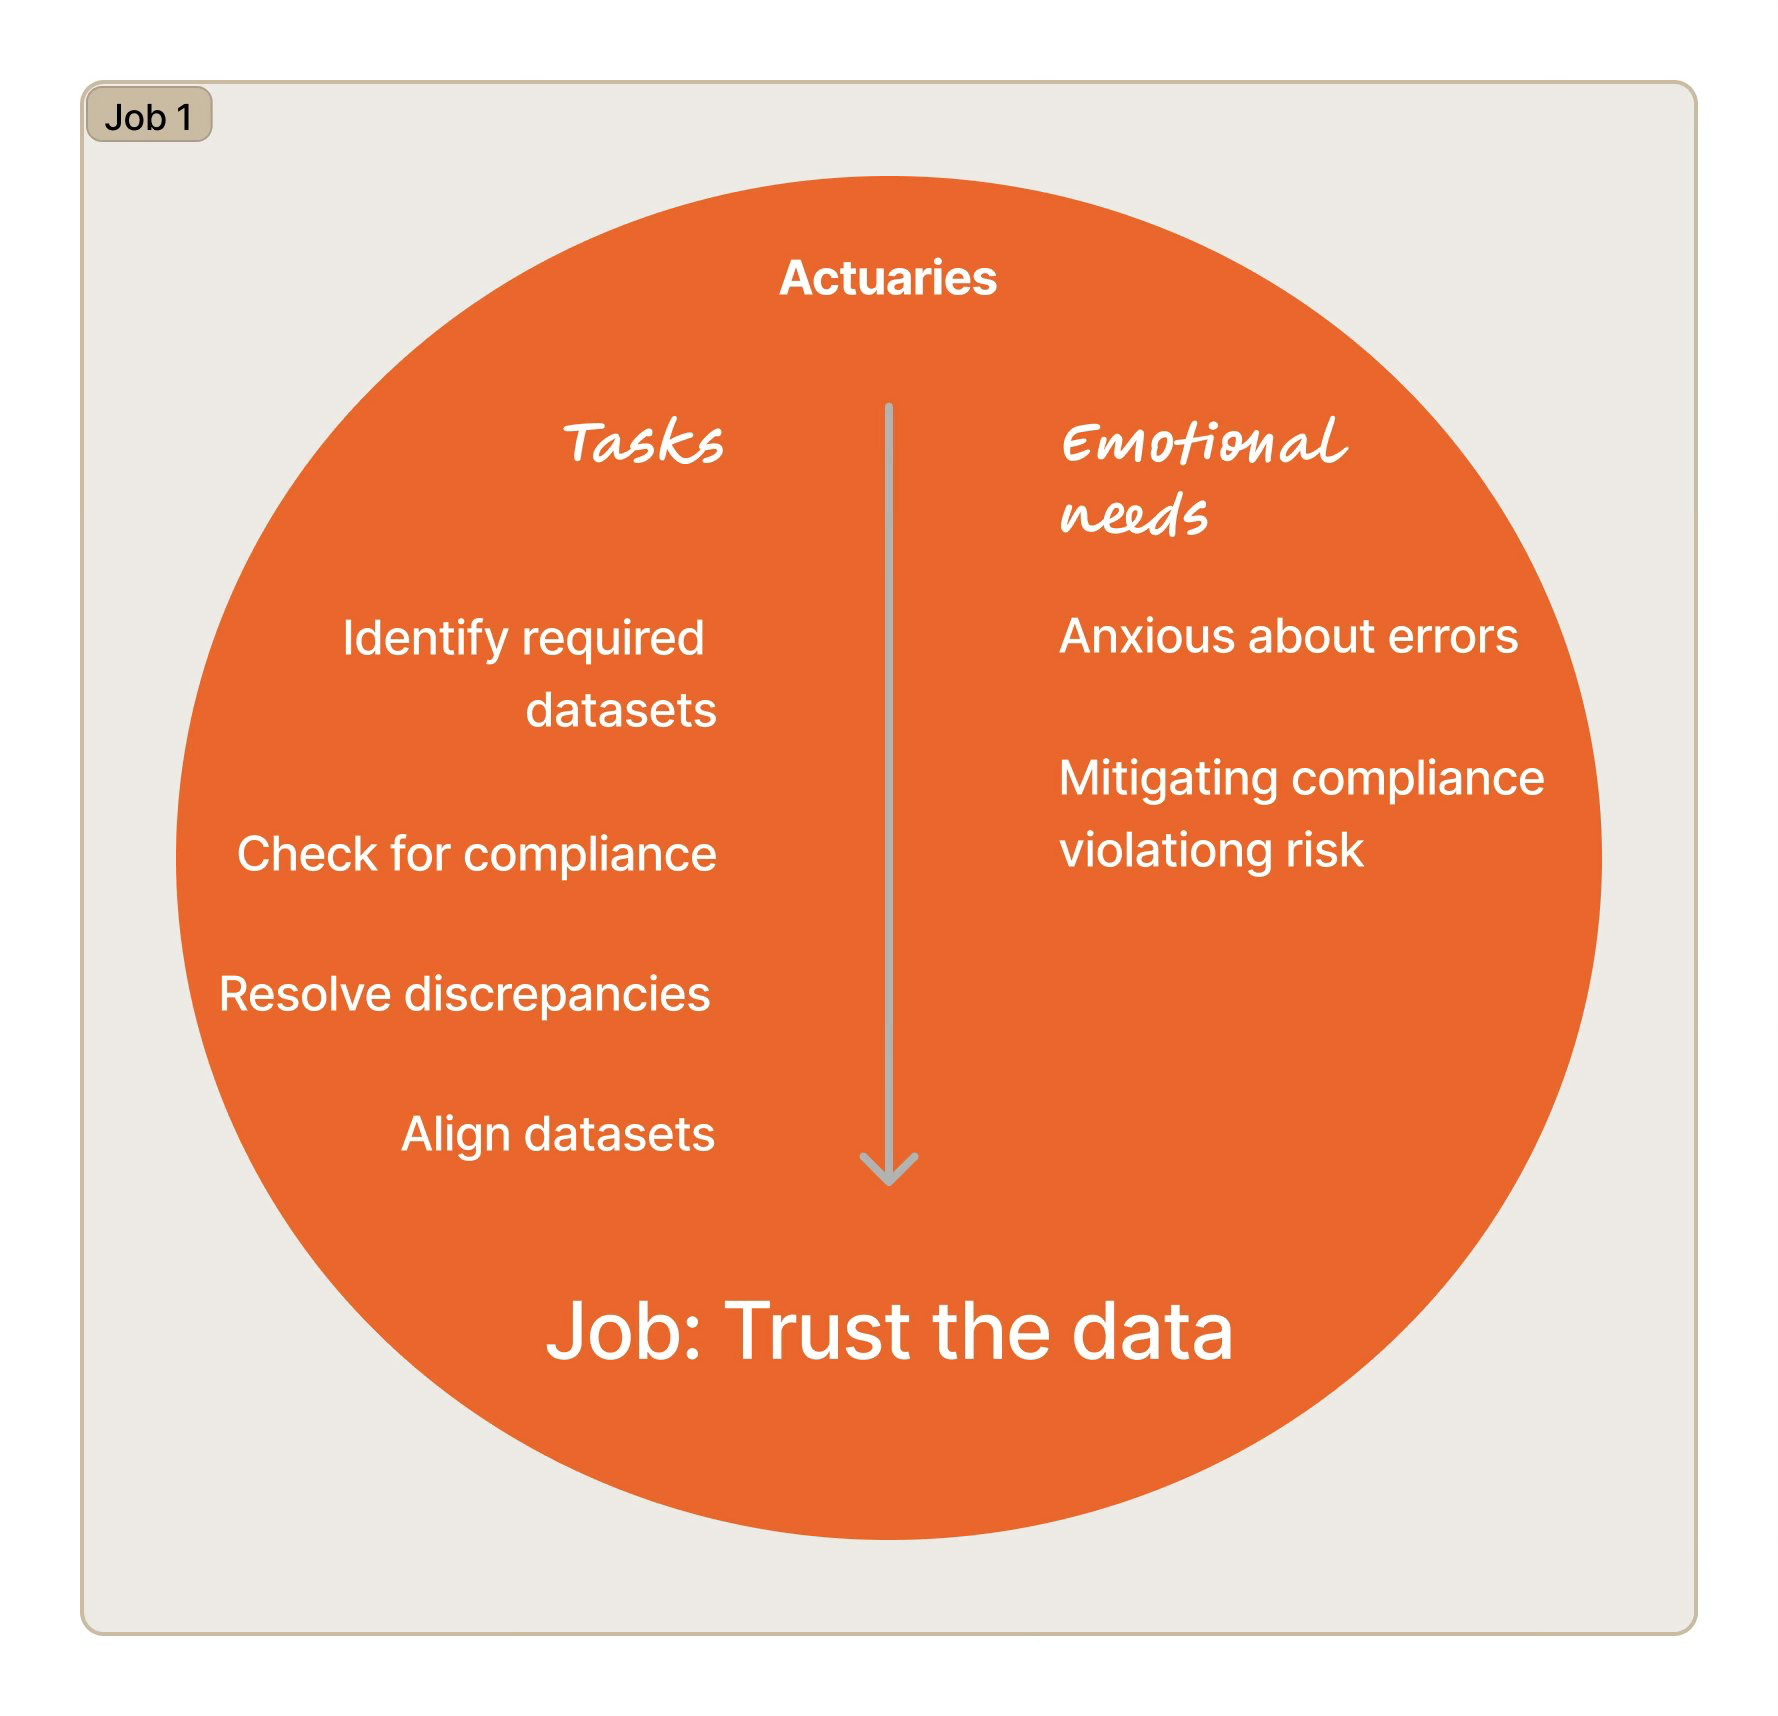 Job 1
Actuaries
Tasks
Identify required
datasets
Check for compliance
Resolve discrepancies
Align datasets
Emotional
needs
Anxious about errors
Mitigating compliance
violationg risk
Job: Trust the data